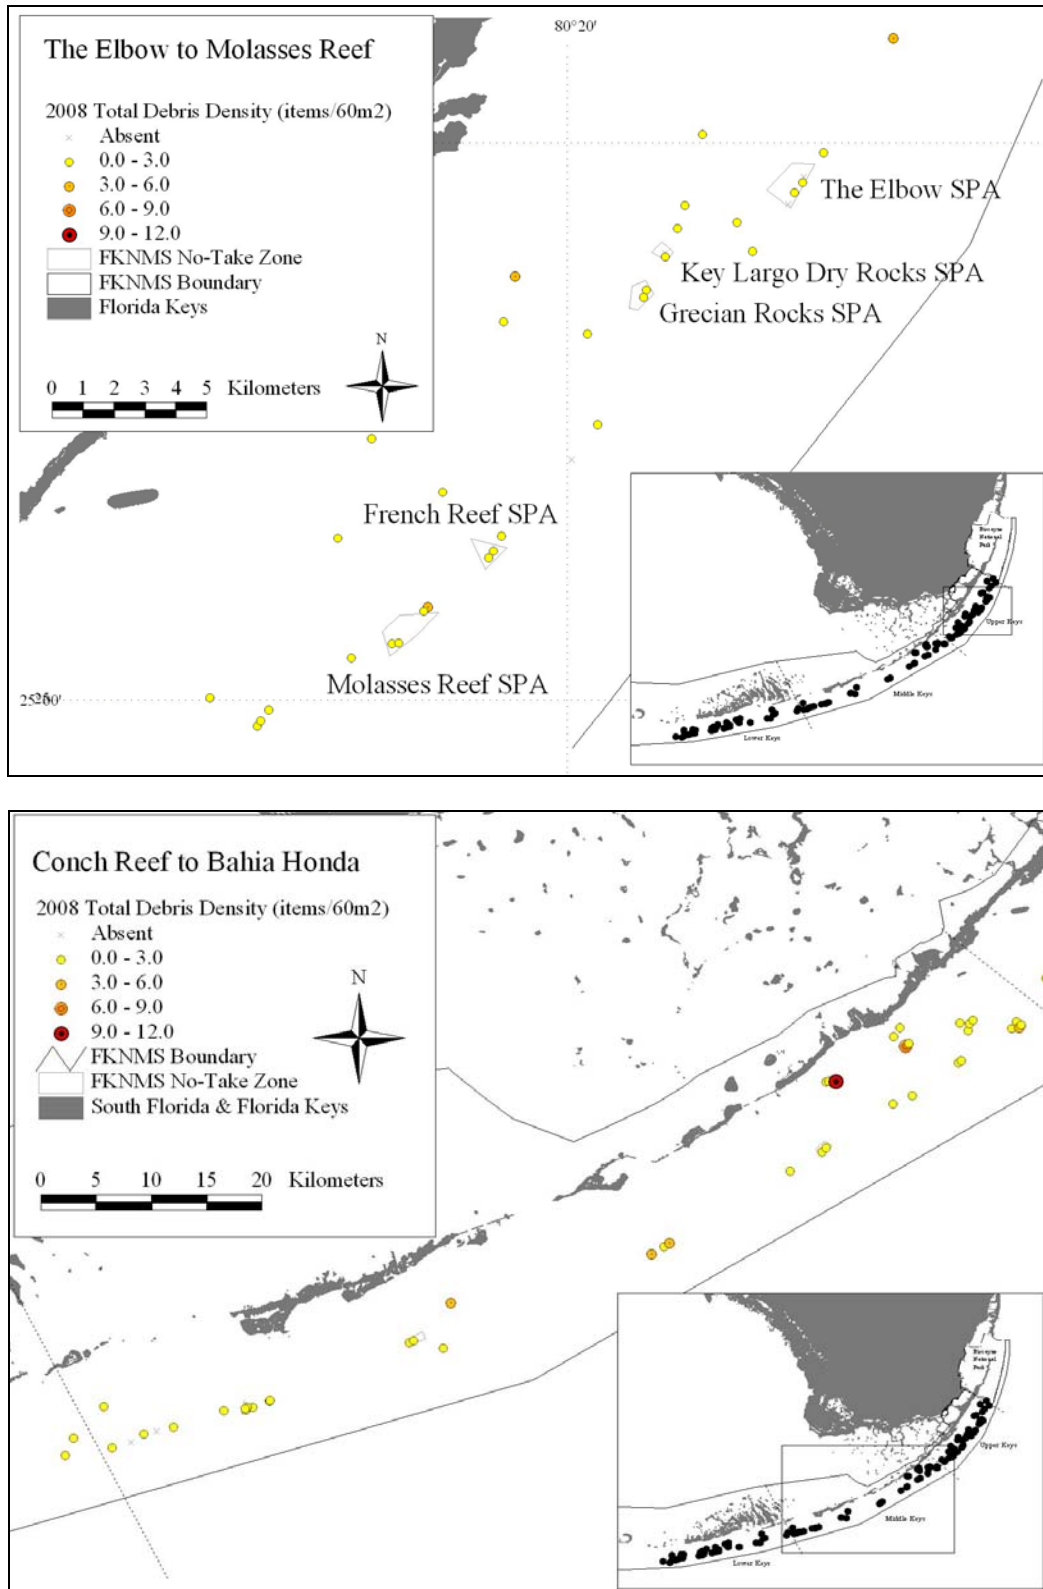 The Elbow to Molasses Reef
2008 Total Debris Density (items/60m2)
Absent
0.0 - 3.0
3.0 - 6.0
6.0 - 9.0
9.0 - 12.0
FKNMS No-Take Zone
FKNMS Boundary
Florida Keys
N
0 1 2 3 4 5 Kilometers
80°20'
The Elbow SPA
Key Largo Dry Rocks SPA
Grecian Rocks SPA
French Reef SPA
Molasses Reef SPA
Biscayne
National
Park
Upper Keys
Middle Keys
Lower Keys
Conch Reef to Bahia Honda
2008 Total Debris Density (items/60m2)
Absent
0.0 - 3.0
3.0 - 6.0
6.0 - 9.0
9.0 - 12.0
FKNMS Boundary
FKNMS No-Take Zone
South Florida & Florida Keys
N
0 5 10 15 20 Kilometers
Biscayne
National
Park
Upper Keys
Middle Keys
Lower Keys